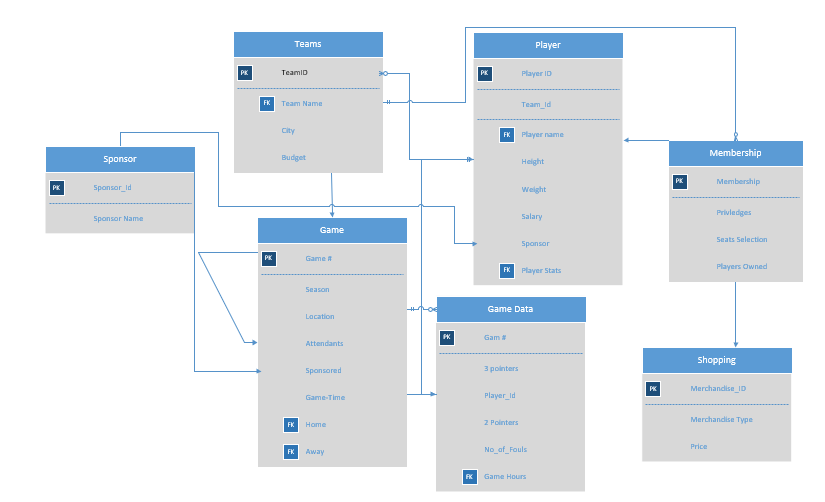 Teams
PK TeamID
FK Team Name
City
Budget
Player
PK Player ID
Team_Id
FK Player name
Height
Weight
Salary
Sponsor
FK Player Stats
Sponsor
PK Sponsor_Id
Sponsor Name
Membership
PK Membership
Priviledges
Seats Selection
Players Owned
Game
PK Game #
Season
Location
Attendants
Sponsored
Game-Time
FK Home
FK Away
Game Data
PK Gam #
3 pointers
Player_Id
2 Pointers
No_of_Fouls
FK Game Hours
Shopping
PK Merchandise_ID
Merchandise Type
Price